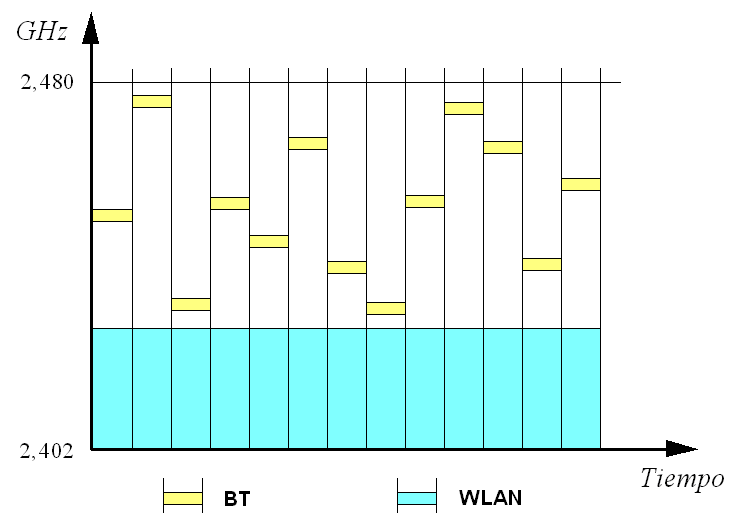 GHz
2,480
2,402
Tiempo
BT
WLAN